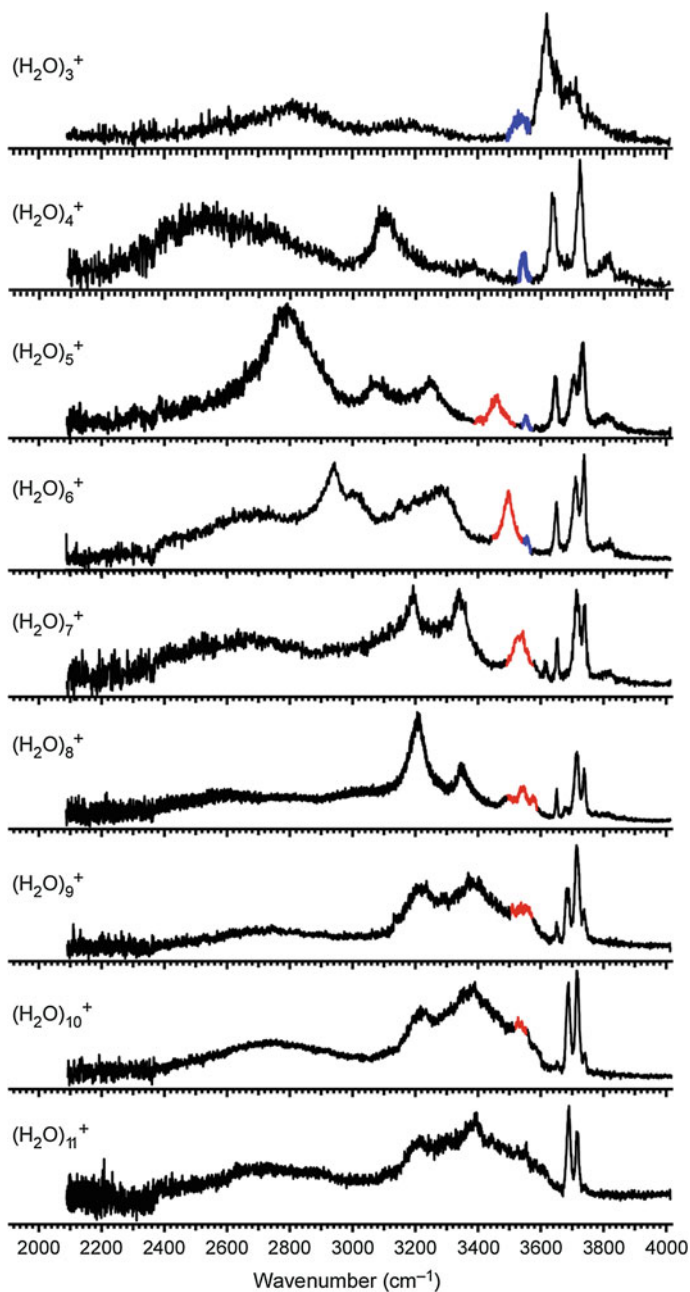 (H₂O)₃⁺
(H₂O)₄⁺
(H₂O)₅⁺
(H₂O)₆⁺
(H₂O)₇⁺
(H₂O)₈⁺
(H₂O)₉⁺
(H₂O)₁₀⁺
(H₂O)₁₁⁺
2000 2200 2400 2600 2800 3000 3200 3400 3600 3800 4000
Wavenumber (cm⁻¹)